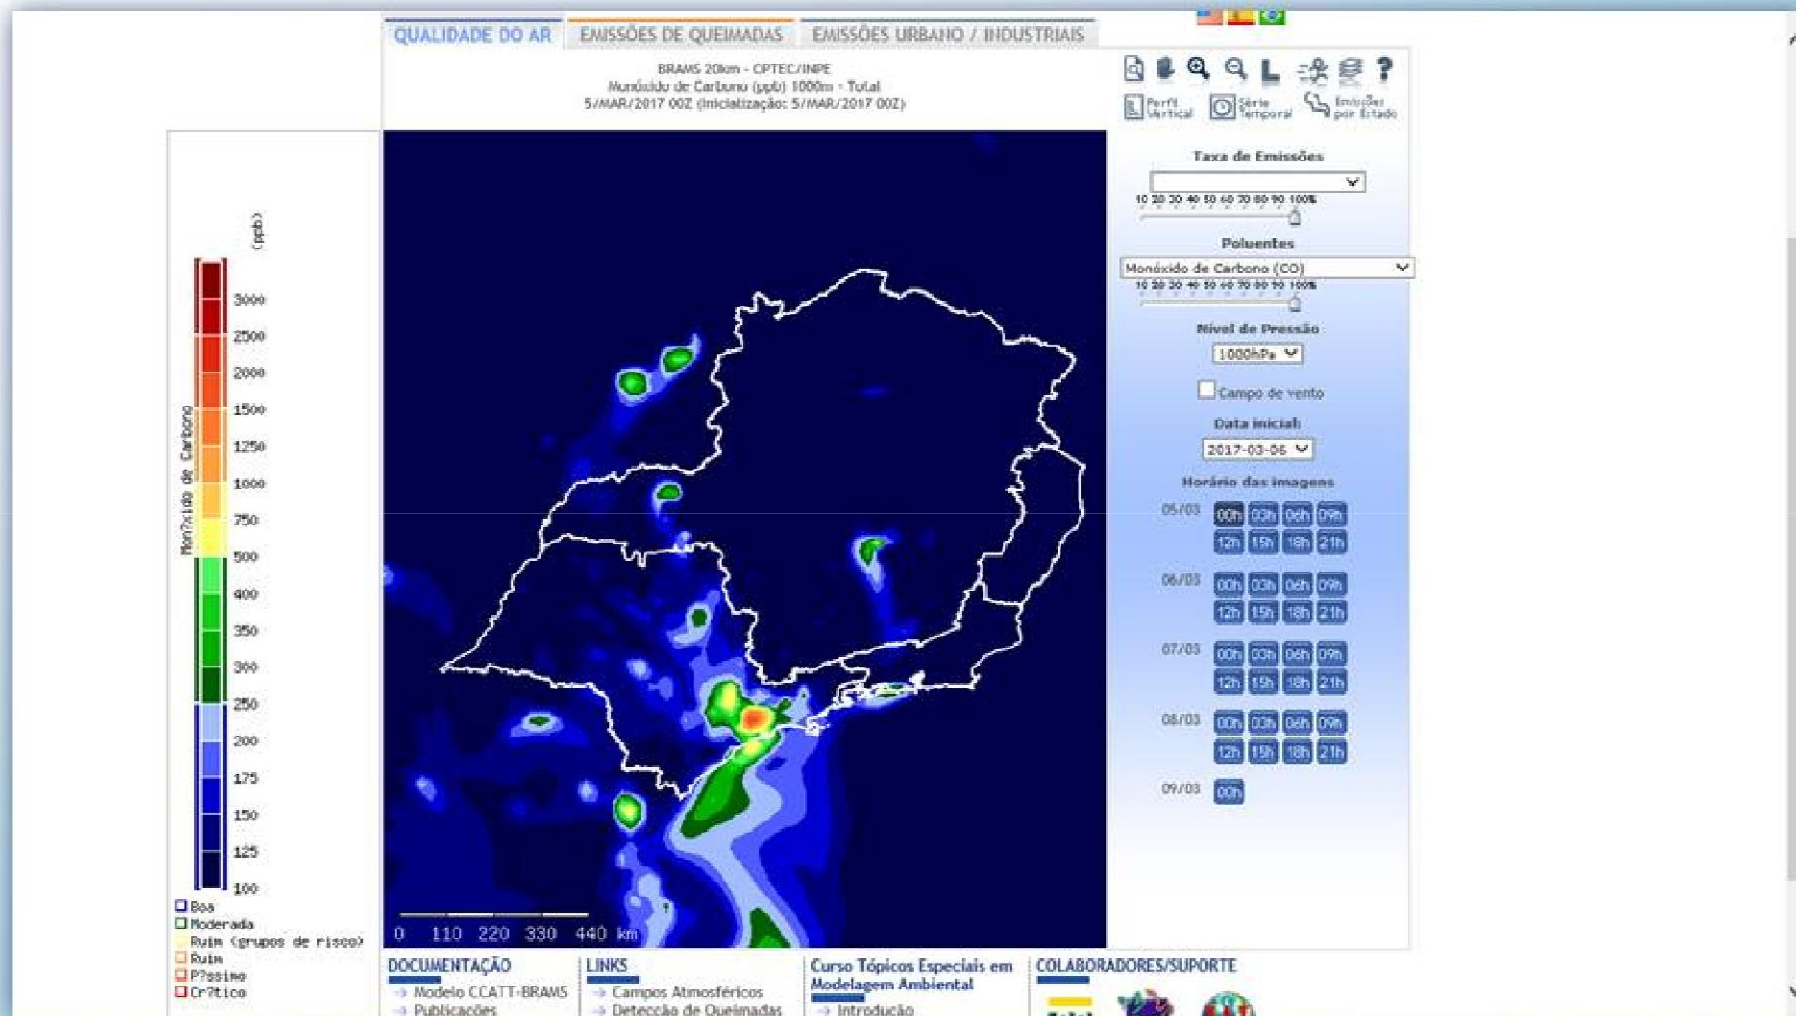 QUALIDADE DO AR
EMISSÕES DE QUEIMADAS
EMISSÕES URBANO / INDUSTRIAIS
BRAMS 20km - CPTEC/INPE
Monóxido de Carbono (ppb) 1000m - Total
5/MAR/2017 00Z (Inicialização: 5/MAR/2017 00Z)
Perfil Vertical
Série Temporal
Emissões por Estado
Taxa de Emissões
10 20 30 40 50 60 70 80 90 100%
Poluentes
Monóxido de Carbono (CO)
10 20 30 40 50 60 70 80 90 100%
Nível de Pressão
1000hPa
Campo de vento
Data inicial:
2017-03-06
Horário das imagens
05/03 00h 03h 06h 09h
12h 15h 18h 21h
06/03 00h 03h 06h 09h
12h 15h 18h 21h
07/03 00h 03h 06h 09h
12h 15h 18h 21h
08/03 00h 03h 06h 09h
12h 15h 18h 21h
09/03 00h
(ppb)
Mon?xido de Carbono
3000
2500
2000
1500
1250
1000
750
500
400
350
300
250
200
175
150
125
100
Boa
Moderada
Ruim (grupos de risco)
Ruim
P?ssimo
Cr?tico
0 110 220 330 440 km
DOCUMENTAÇÃO
Modelo CCATT-BRAMS
Publicações
LINKS
Campos Atmosféricos
Detecção de Queimadas
Curso Tópicos Especiais em
Modelagem Ambiental
Introdução
COLABORADORES/SUPORTE